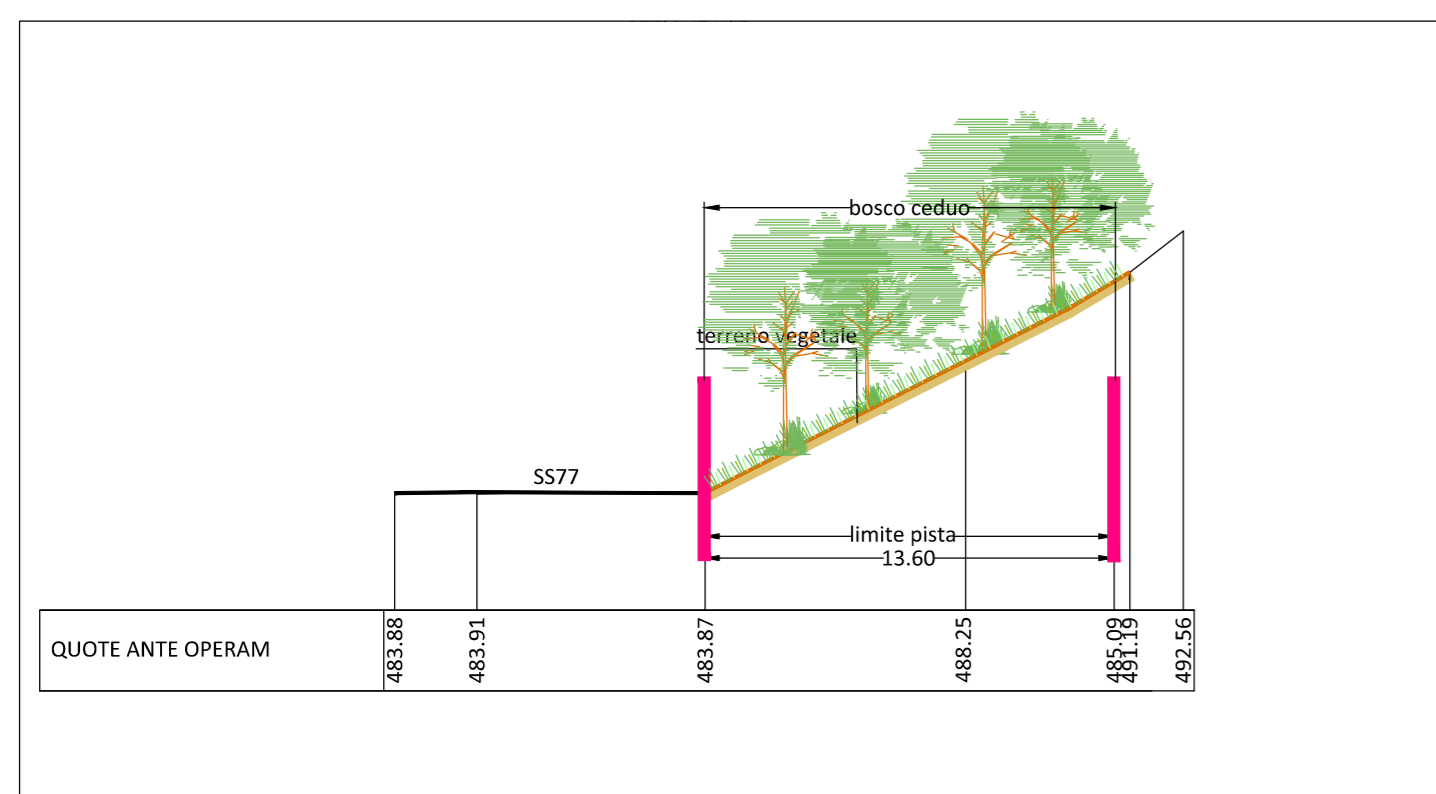 bosco ceduo
terreno vegetale
SS77
limite pista
13.60
QUOTE ANTE OPERAM
483.88
483.91
483.87
488.25
485.09
491.19
492.56